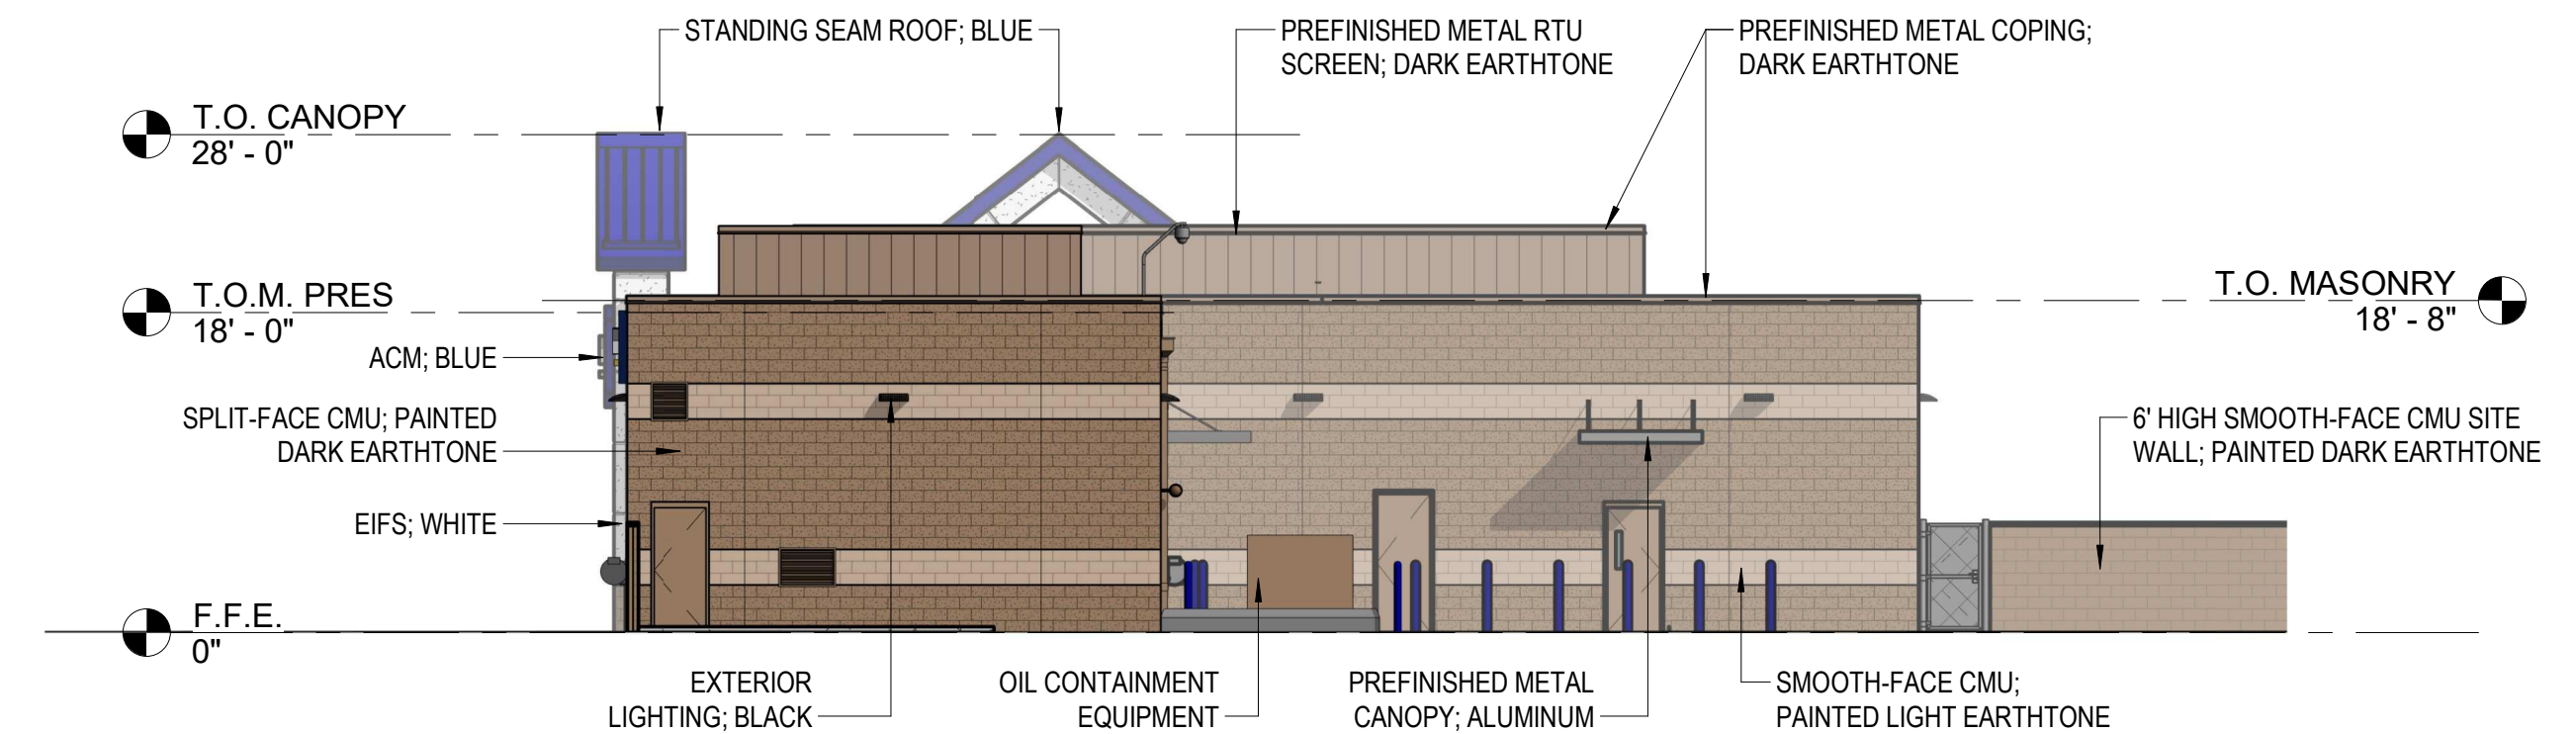 STANDING SEAM ROOF; BLUE
PREFINISHED METAL RTU
SCREEN; DARK EARTHTONE
PREFINISHED METAL COPING;
DARK EARTHTONE
T.O. CANOPY
28' - 0"
T.O.M. PRES
18' - 0"
T.O. MASONRY
18' - 8"
ACM; BLUE
SPLIT-FACE CMU; PAINTED
DARK EARTHTONE
6' HIGH SMOOTH-FACE CMU SITE
WALL; PAINTED DARK EARTHTONE
EIFS; WHITE
F.F.E.
0"
EXTERIOR
LIGHTING; BLACK
OIL CONTAINMENT
EQUIPMENT
PREFINISHED METAL
CANOPY; ALUMINUM
SMOOTH-FACE CMU;
PAINTED LIGHT EARTHTONE